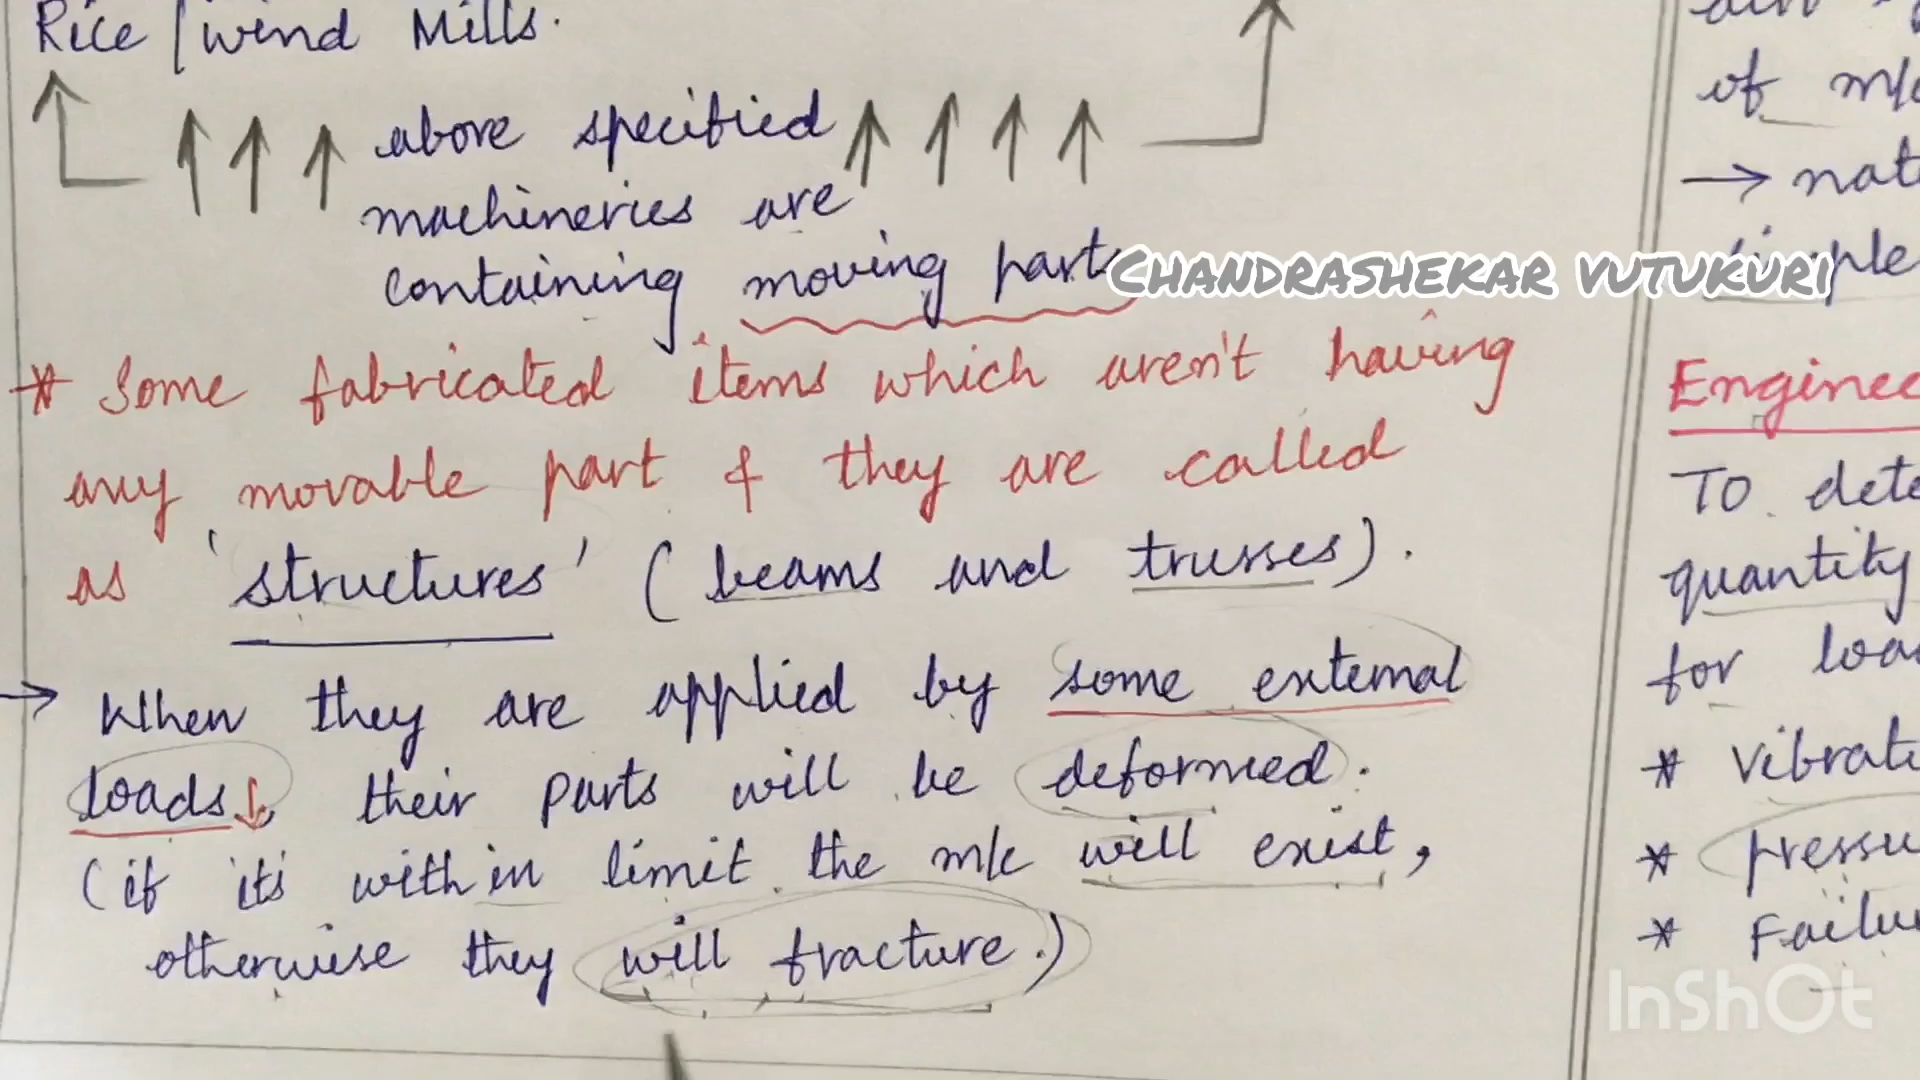 Rice / wind Mills.
above specified
machineries are
containing moving parts
* Some fabricated items which aren't having
any movable part & they are called
as 'structures' (beams and trusses).
→ When they are applied by some external
loads, their parts will be deformed.
(if its within limit the m/c will exist,
otherwise they will fracture.)
CHANDRASHEKAR VUTUKURI
of m/c
→ nat
simple
Enginee
To dete
quantity
for loa
* Vibrati
* pressu
* Failu
InShOt